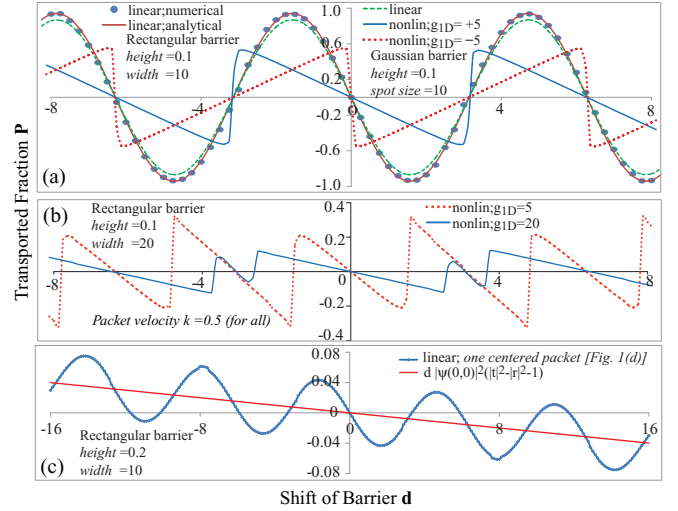 linear;numerical
linear;analytical
Rectangular barrier
height=0.1
width =10
1.0
0.6
0.2
-0.2
-0.6
-1.0
linear
nonlin;g1D= +5
nonlin;g1D= −5
Gaussian barrier
height =0.1
spot size=10
-8
-4
0
4
8
(a)
Transported Fraction P
(b)
Rectangular barrier
height =0.1
width =20
0.4
0.2
-0.2
-0.4
nonlin;g1D=5
nonlin;g1D=20
-8
-4
0
4
8
Packet velocity k =0.5 (for all)
0.08
0.04
-0.04
-0.08
linear; one centered packet [Fig. 1(d)]
d |ψ(0,0)|²(|t|²-|r|²-1)
-16
-8
0
8
16
Rectangular barrier
height =0.2
width =10
(c)
Shift of Barrier d